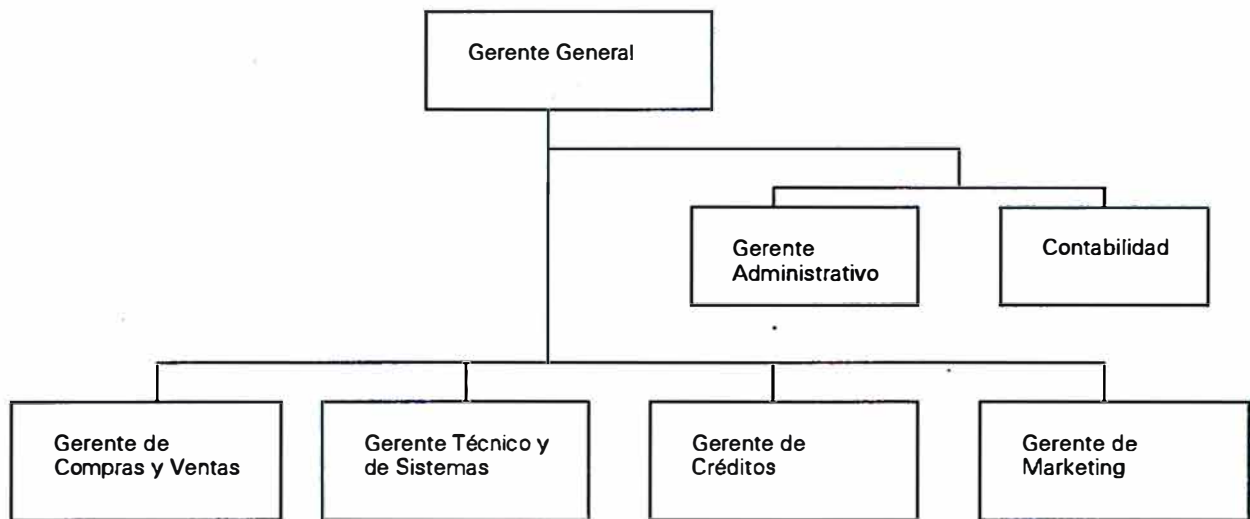 Gerente General
Gerente
Administrativo
Contabilidad
Gerente de
Compras y Ventas
Gerente Técnico y
de Sistemas
Gerente de
Créditos
Gerente de
Marketing